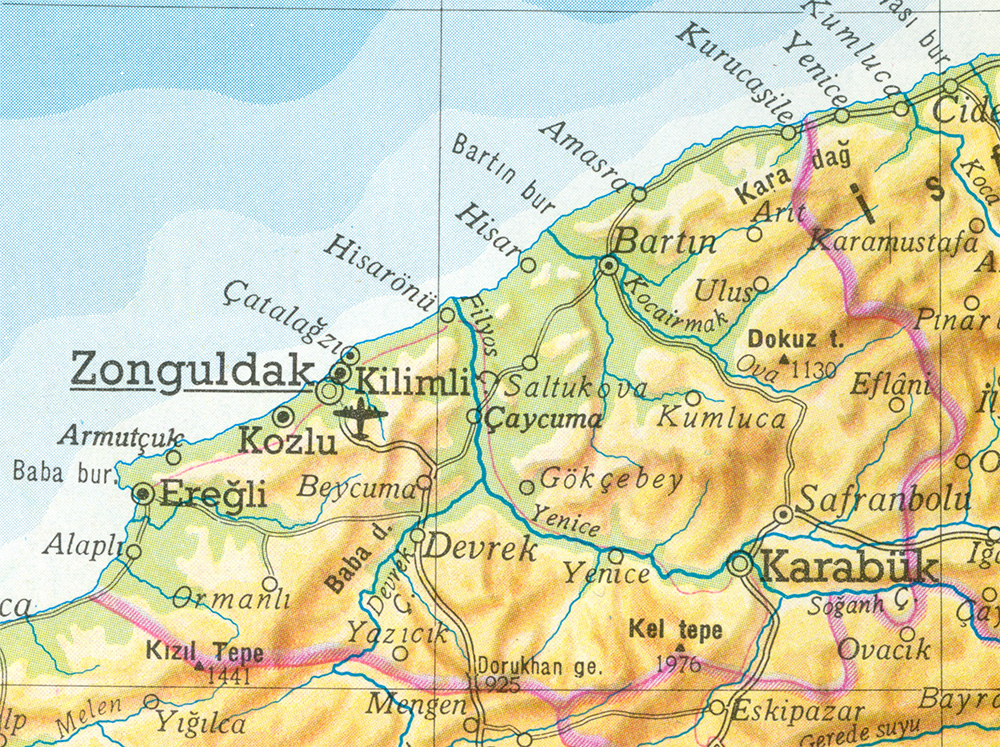 Kumluca
rası bur.
Yenice
Kurucaşile
Cide
Amasra
Bartın bur
Kara dağ
Koca
Ş
i
Hisar
Arıt
Bartın
Karamustafa
Hisarönü
Filyos
Ulus
Kocaırmak
Çatalağzı
Pınar
Dokuz t.
Ova
1130
Zonguldak
Kilimli
Saltukova
Eflâni
Kumluca
Çaycuma
Kozlu
Armutçuk
Baba bur.
Ereğli
Beycuma
Gökçebey
Safranbolu
Yenice
Alaplı
Baba d.
Devrek
Yenice
Karabük
Devrek Ç.
Ormanlı
Soğanlı Ç.
ca
Yazıcık
Kel tepe
1976
Ovacık
Kızıl Tepe
1441
Dorukhan ge.
925
Melen
Yığılca
Mengen
Eskipazar
Bayra
Gerede suyu
lp